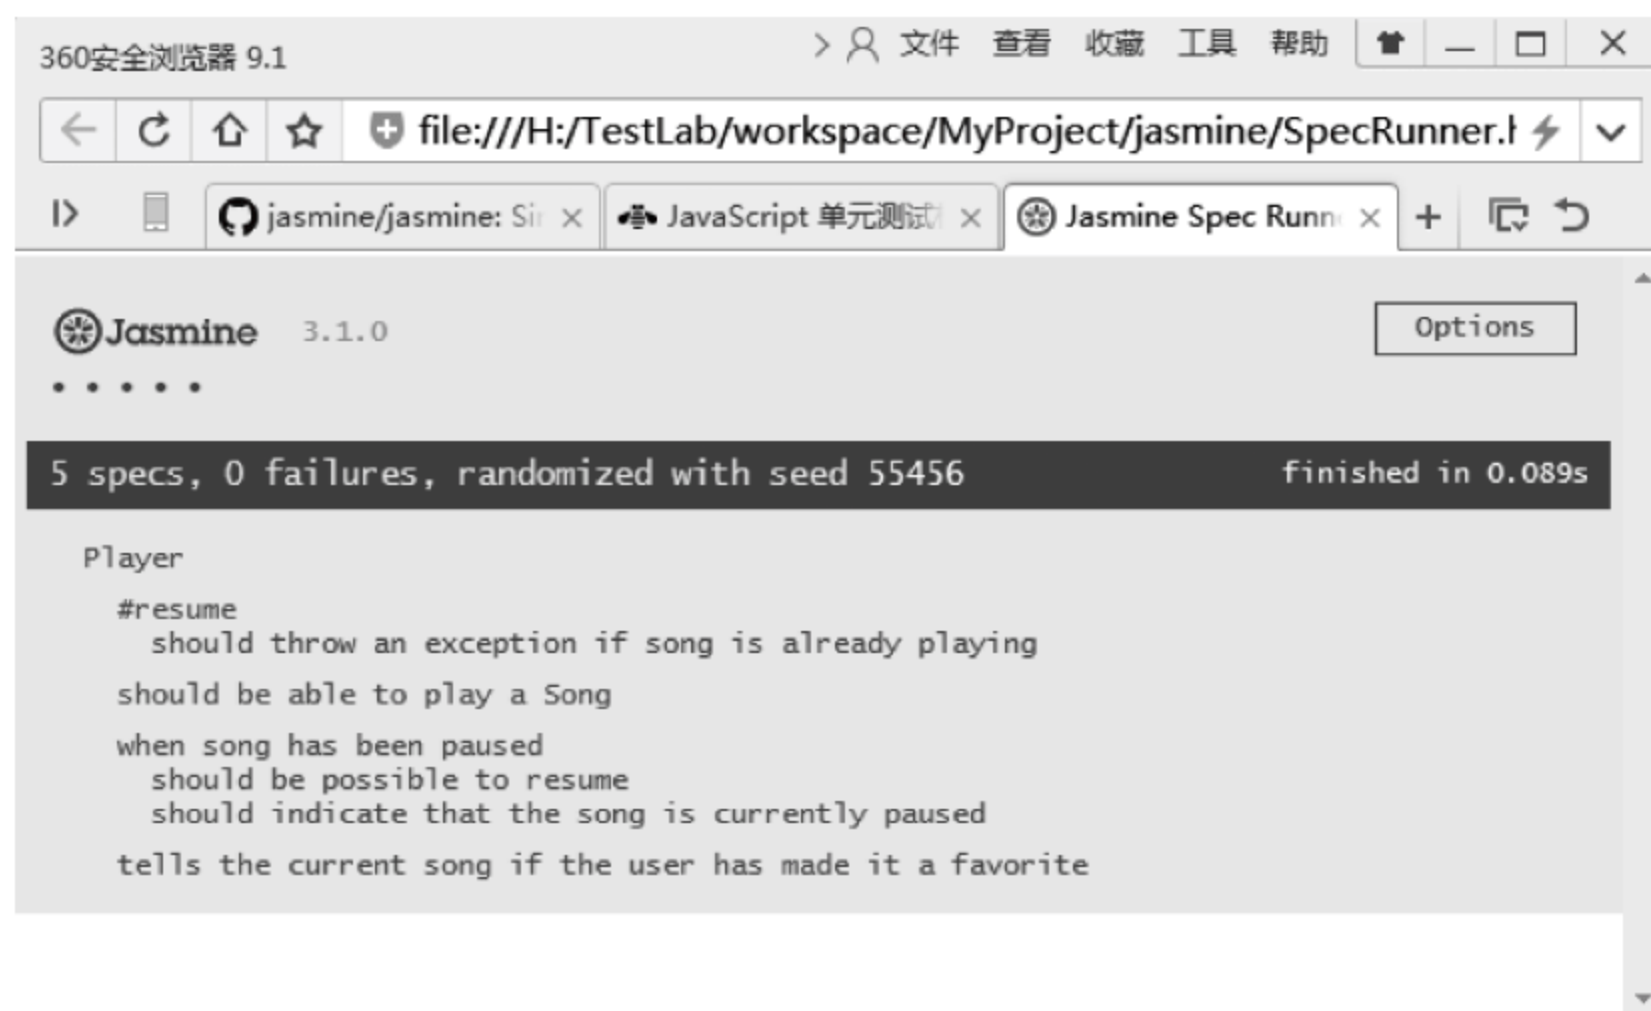 360安全浏览器 9.1
文件 查看 收藏 工具 帮助
file:///H:/TestLab/workspace/MyProject/jasmine/SpecRunner.h
jasmine/jasmine: Sin
JavaScript 单元测试
Jasmine Spec Runn
Jasmine 3.1.0
Options
5 specs, 0 failures, randomized with seed 55456
finished in 0.089s
Player
#resume
should throw an exception if song is already playing
should be able to play a Song
when song has been paused
should be possible to resume
should indicate that the song is currently paused
tells the current song if the user has made it a favorite